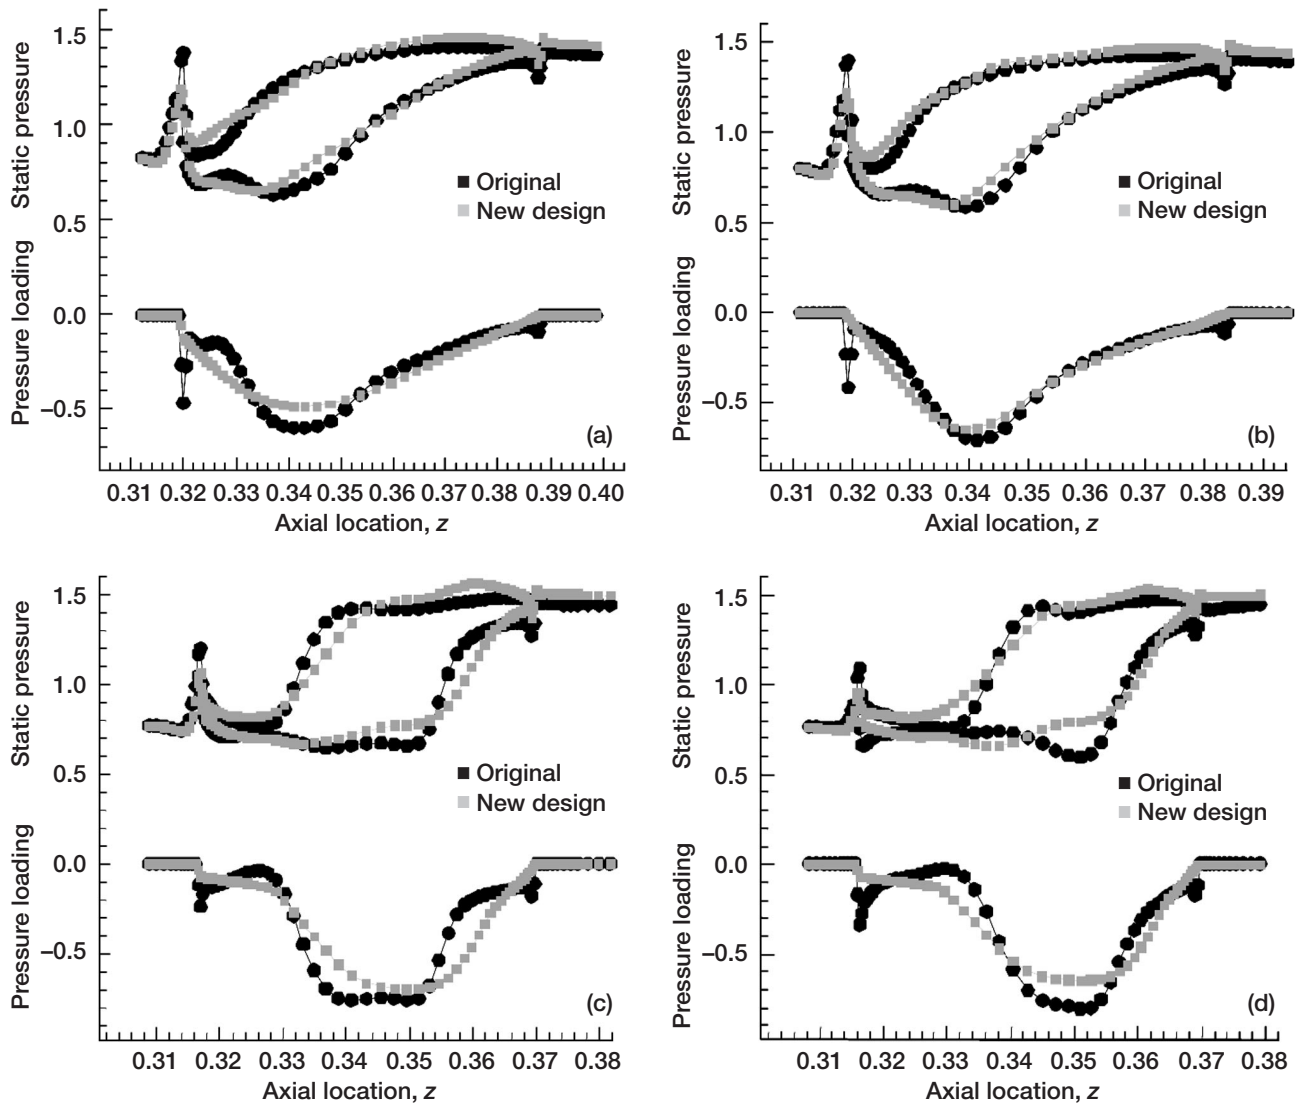 Static pressure
Pressure loading
1.5
1.0
0.5
0.0
−0.5
Original
New design
(a)
0.31 0.32 0.33 0.34 0.35 0.36 0.37 0.38 0.39 0.40
Axial location, z
Static pressure
Pressure loading
1.5
1.0
0.5
0.0
−0.5
Original
New design
(b)
0.31 0.32 0.33 0.34 0.36 0.37 0.38 0.39
Axial location, z
Static pressure
Pressure loading
1.5
1.0
0.5
0.0
−0.5
Original
New design
(c)
0.31 0.32 0.33 0.34 0.35 0.36 0.37 0.38
Axial location, z
Static pressure
Pressure loading
1.5
1.0
0.5
0.0
−0.5
Original
New design
(d)
0.31 0.32 0.33 0.34 0.35 0.36 0.37 0.38
Axial location, z